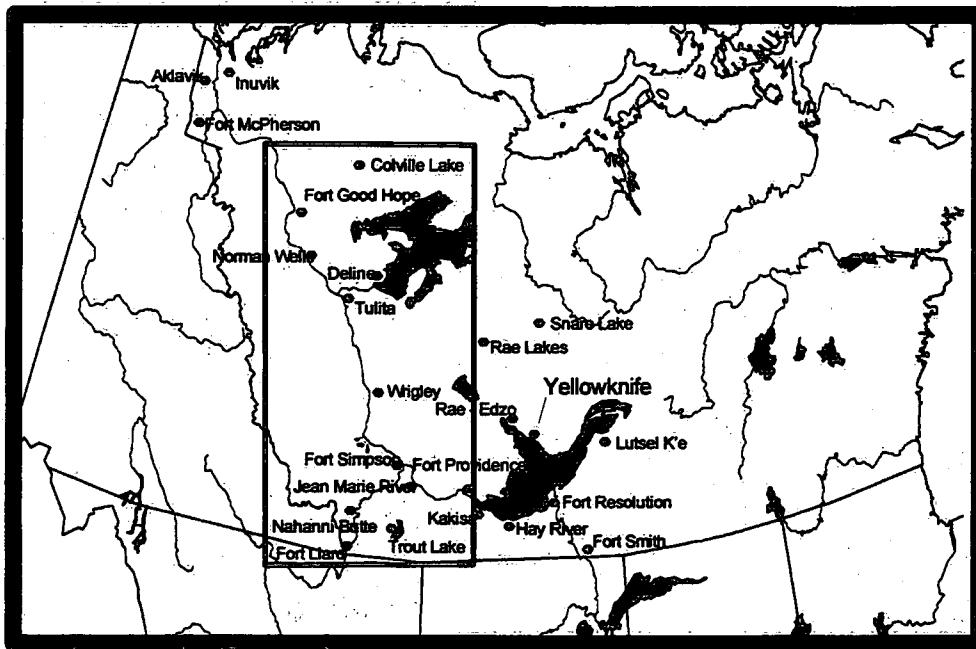 Aklavik
Inuvik
Fort McPherson
Colville Lake
Fort Good Hope
Norman Wells
Deline
Tulita
Snare Lake
Rae Lakes
Wrigley
Yellowknife
Rae Edzo
Lutsel K'e
Fort Simpson
Fort Providence
Jean Marie River
Fort Resolution
Kakisa
Nahanni Butte
Hay River
Trout Lake
Fort Liard
Fort Smith